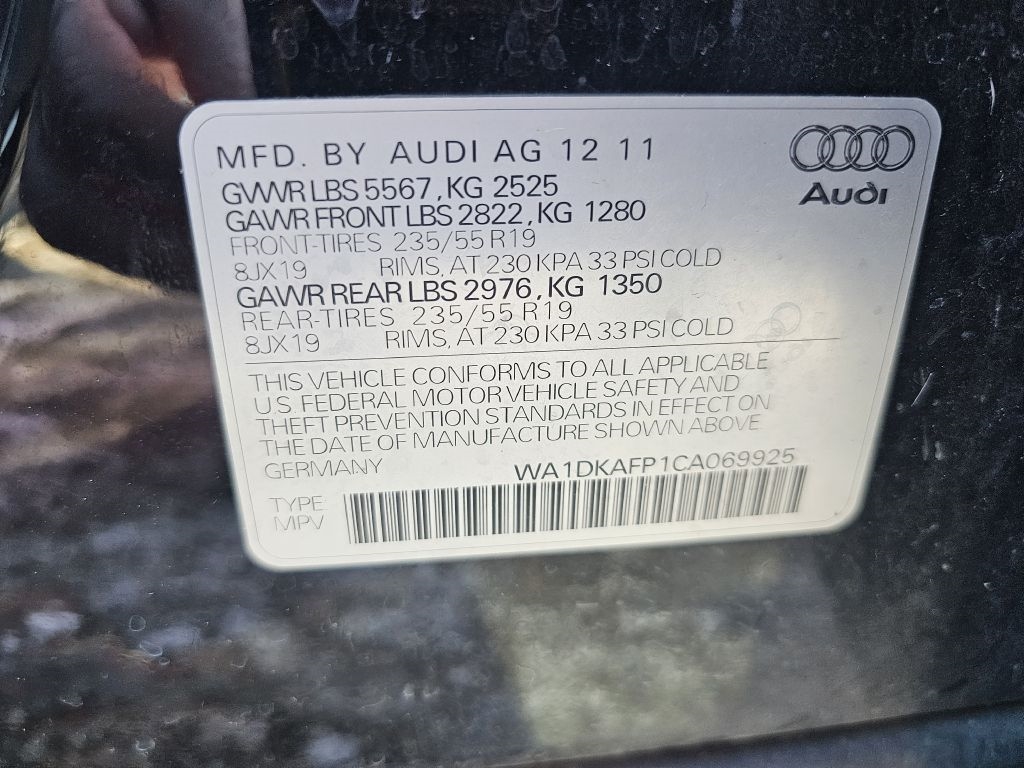 MFD. BY AUDI AG 12 11
Audi
GVWR LBS 5567, KG 2525
GAWR FRONT LBS 2822, KG 1280
FRONT-TIRES 235/55 R19
8JX19 RIMS, AT 230 KPA 33 PSI COLD
GAWR REAR LBS 2976, KG 1350
REAR-TIRES 235/55 R19
8JX19 RIMS, AT 230 KPA 33 PSI COLD
THIS VEHICLE CONFORMS TO ALL APPLICABLE
U.S. FEDERAL MOTOR VEHICLE SAFETY AND
THEFT PREVENTION STANDARDS IN EFFECT ON
THE DATE OF MANUFACTURE SHOWN ABOVE
GERMANY WA1DKAFP1CA069925
TYPE
MPV